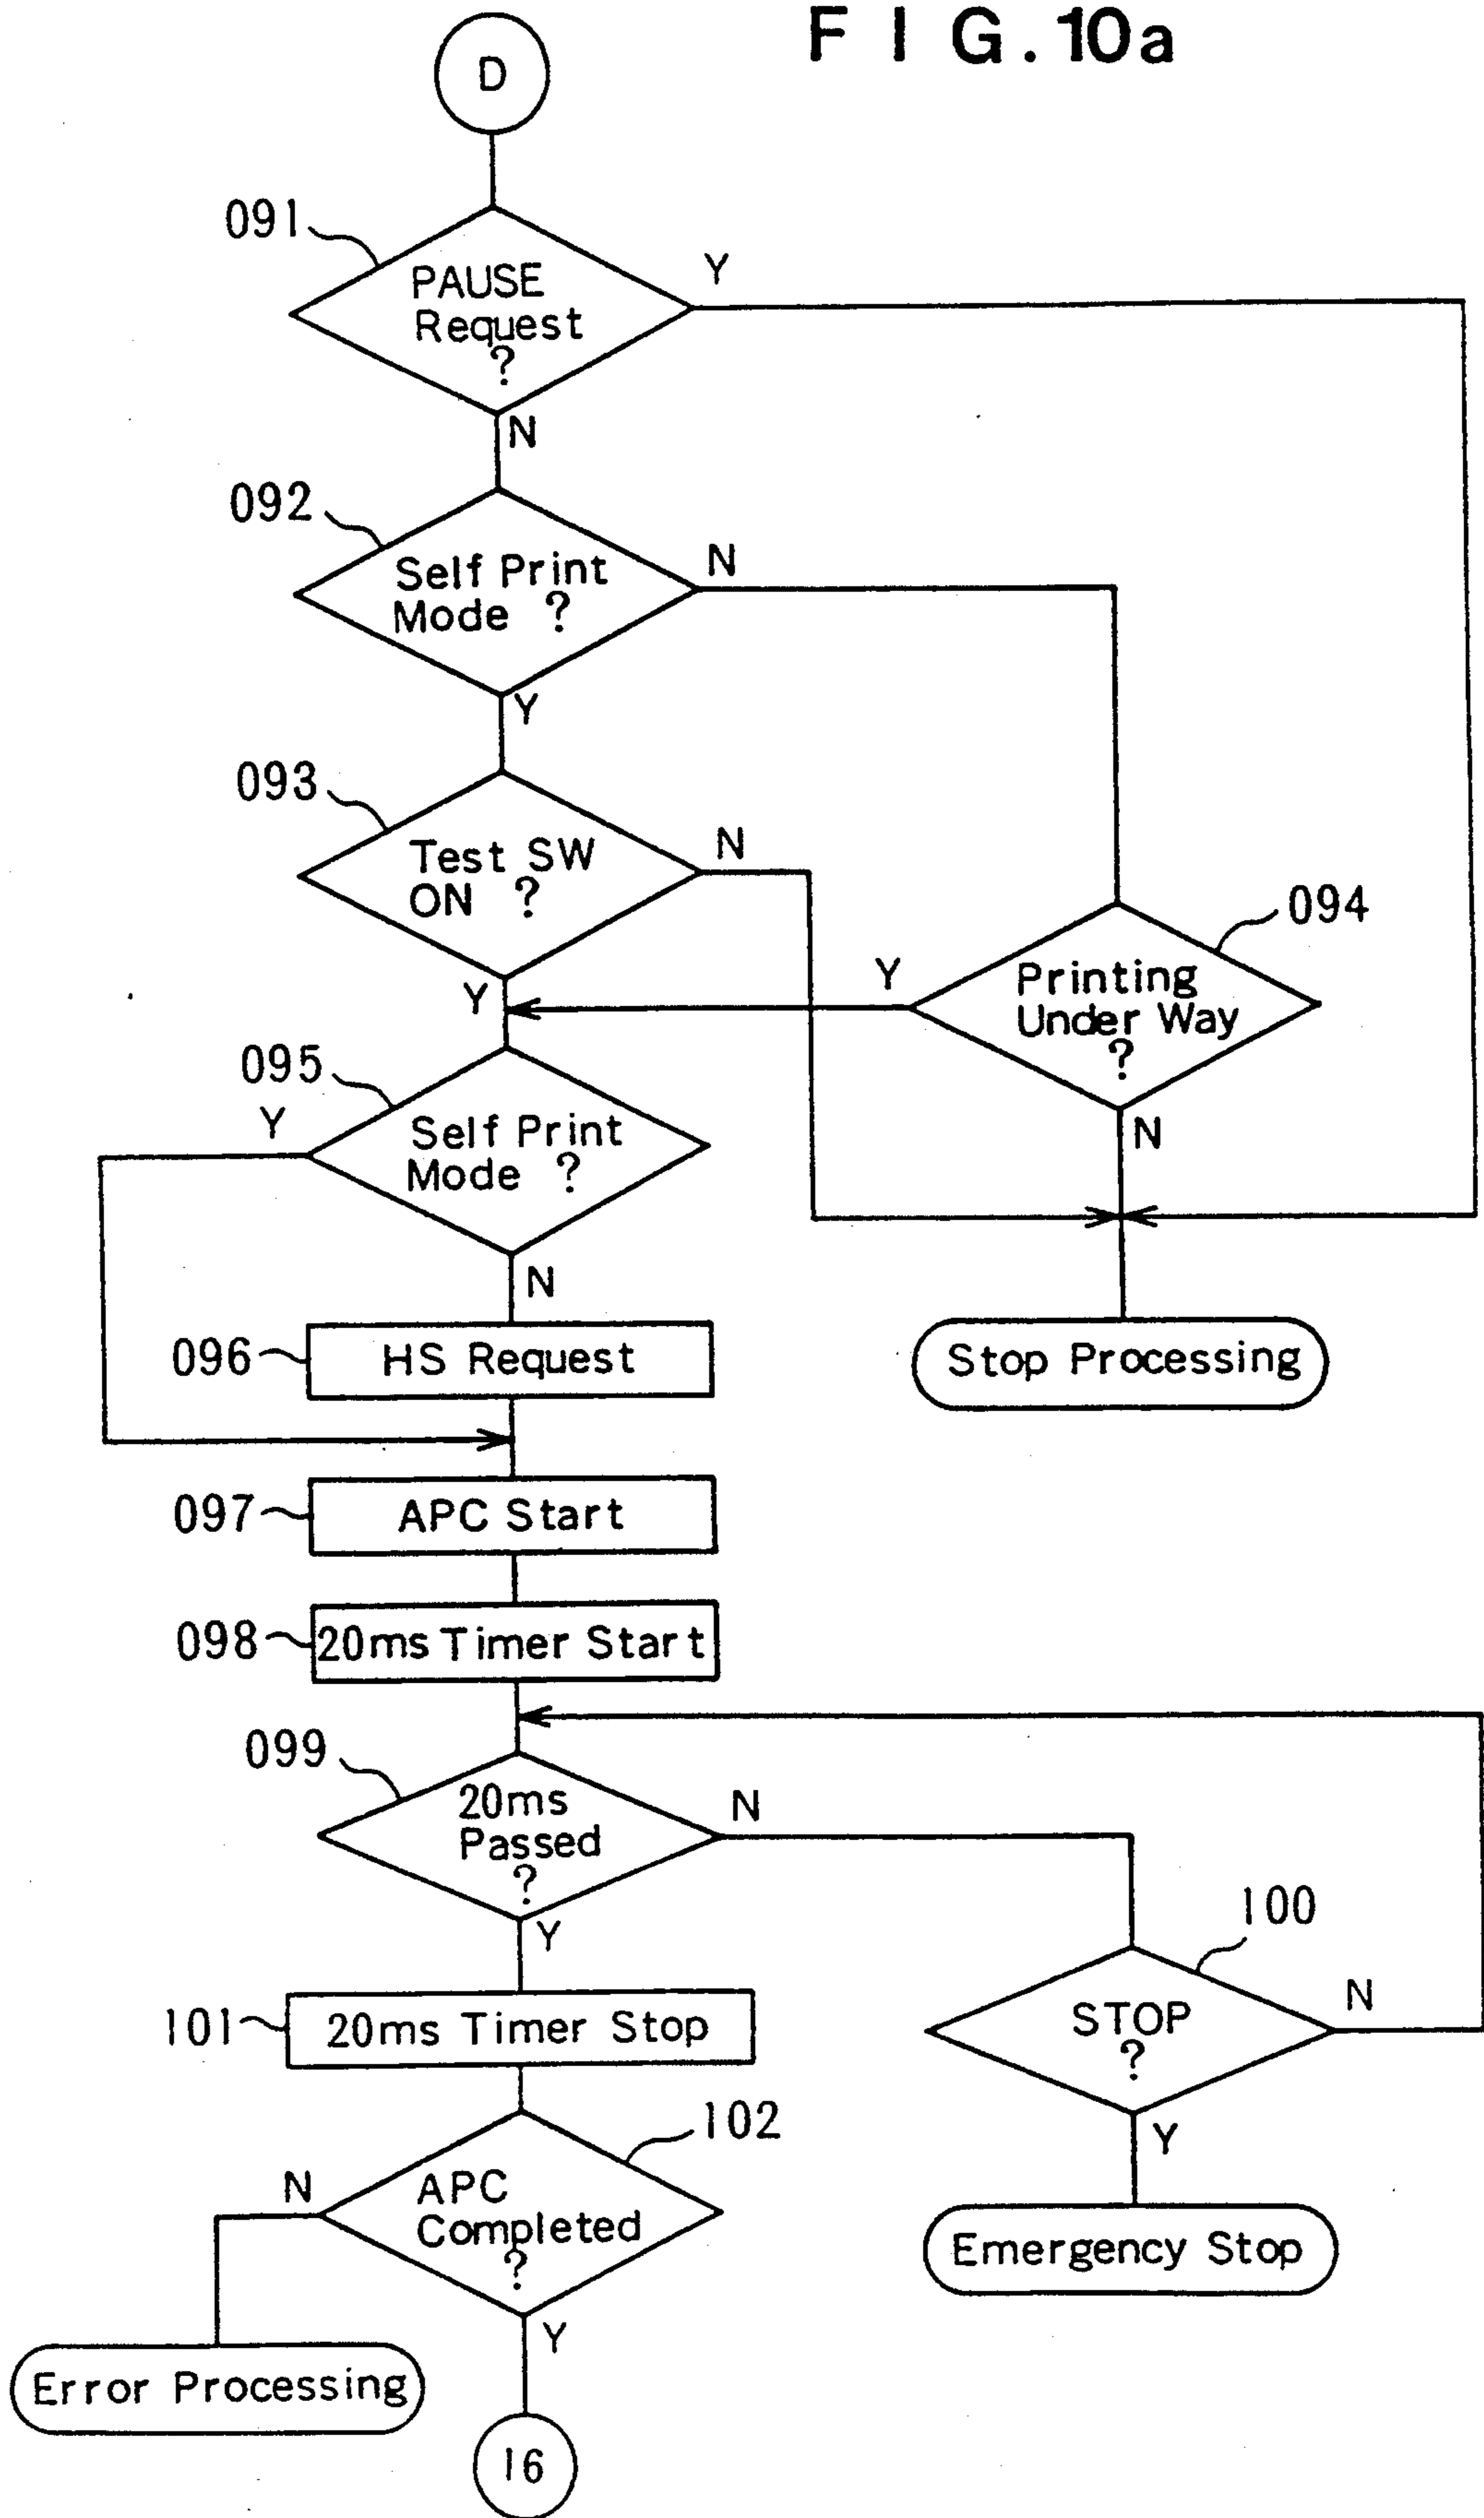 FIG.10a
D
091
PAUSE
Request
?
Y
N
092
Self Print
Mode ?
N
Y
093
Test SW
ON ?
N
Y
094
Printing
Under Way
?
Y
N
095
Y
Self Print
Mode ?
N
096
HS Request
Stop Processing
097
APC Start
098
20ms Timer Start
099
20ms
Passed
?
N
Y
100
STOP
?
N
Y
101
20ms Timer Stop
102
N
APC
Completed
?
Y
Emergency Stop
Error Processing
16